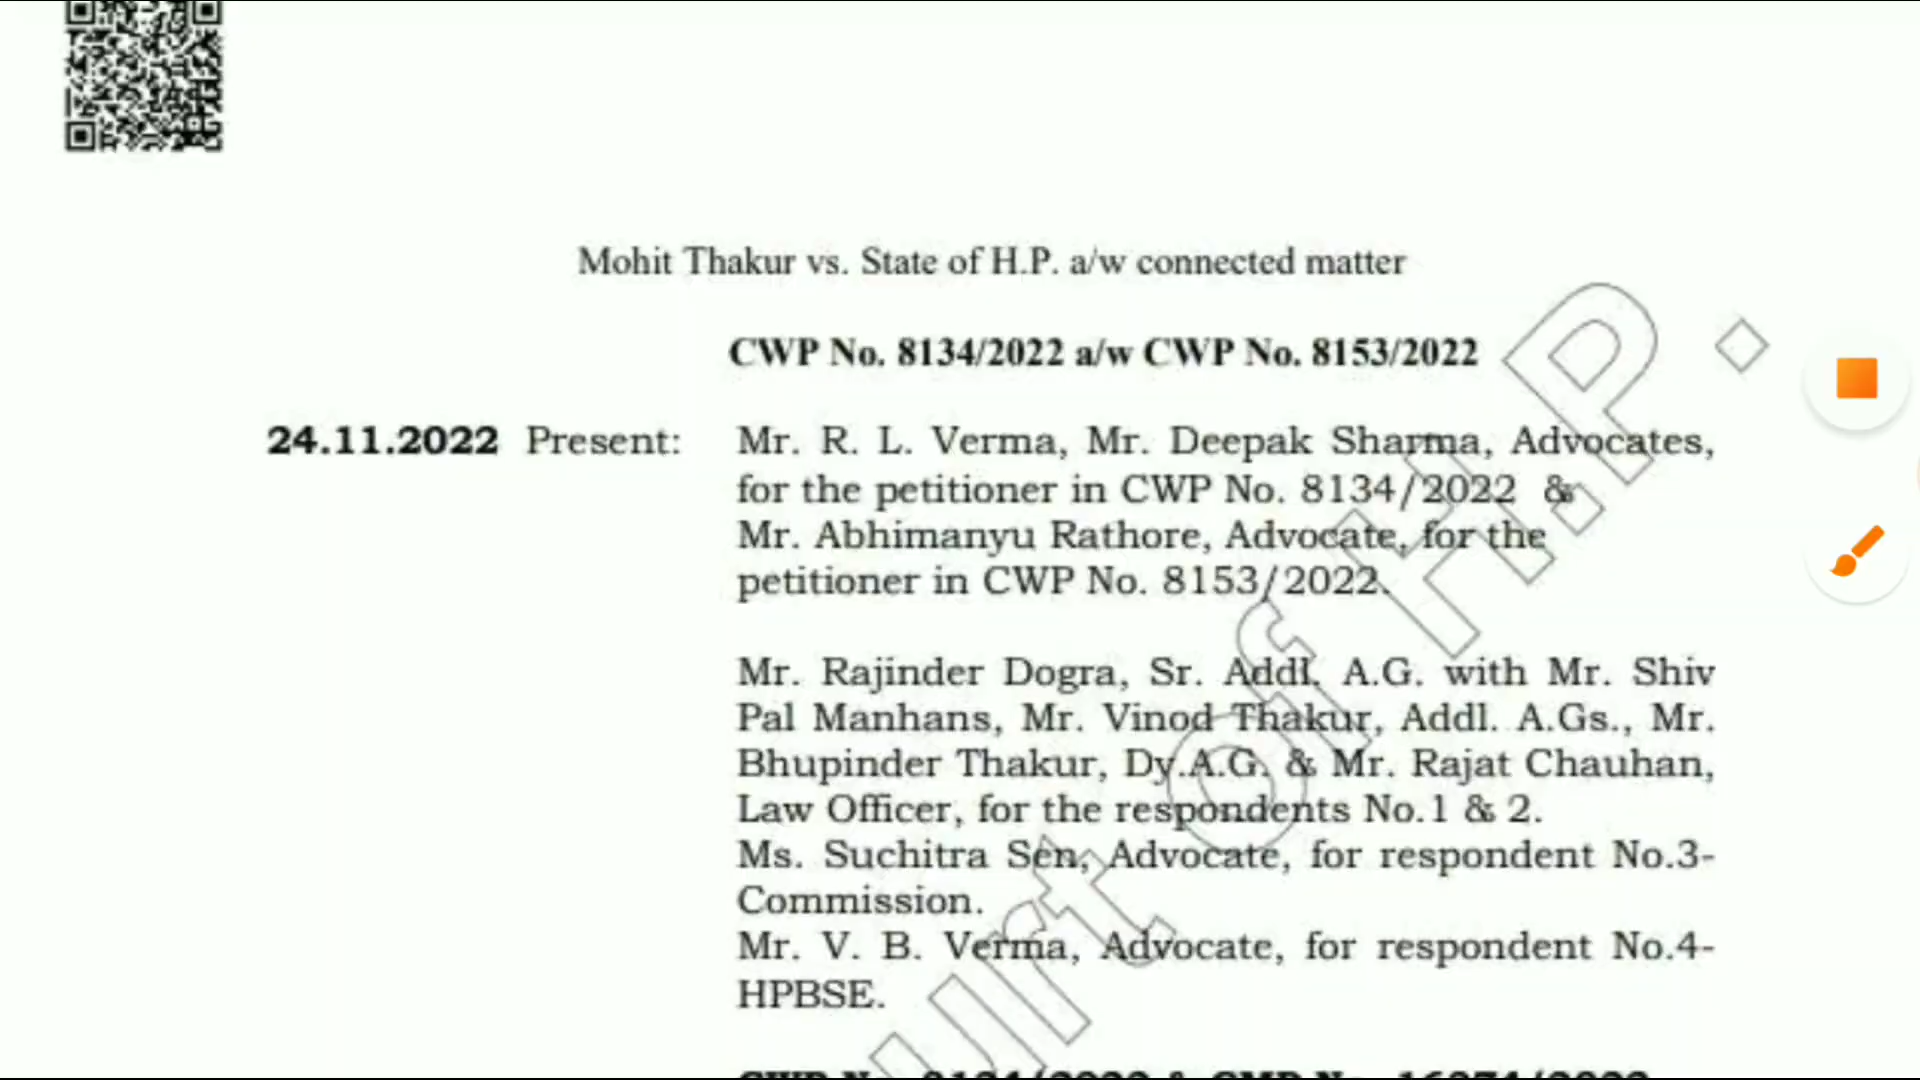 Mohit Thakur vs. State of H.P. a/w connected matter
CWP No. 8134/2022 a/w CWP No. 8153/2022
24.11.2022 Present: Mr. R. L. Verma, Mr. Deepak Sharma, Advocates,
for the petitioner in CWP No. 8134/2022 &
Mr. Abhimanyu Rathore, Advocate, for the
petitioner in CWP No. 8153/2022.
Mr. Rajinder Dogra, Sr. Addl. A.G. with Mr. Shiv
Pal Manhans, Mr. Vinod Thakur, Addl. A.Gs., Mr.
Bhupinder Thakur, Dy.A.G. & Mr. Rajat Chauhan,
Law Officer, for the respondents No.1 & 2.
Ms. Suchitra Sen, Advocate, for respondent No.3-
Commission.
Mr. V. B. Verma, Advocate, for respondent No.4-
HPBSE.
urt of H.P.